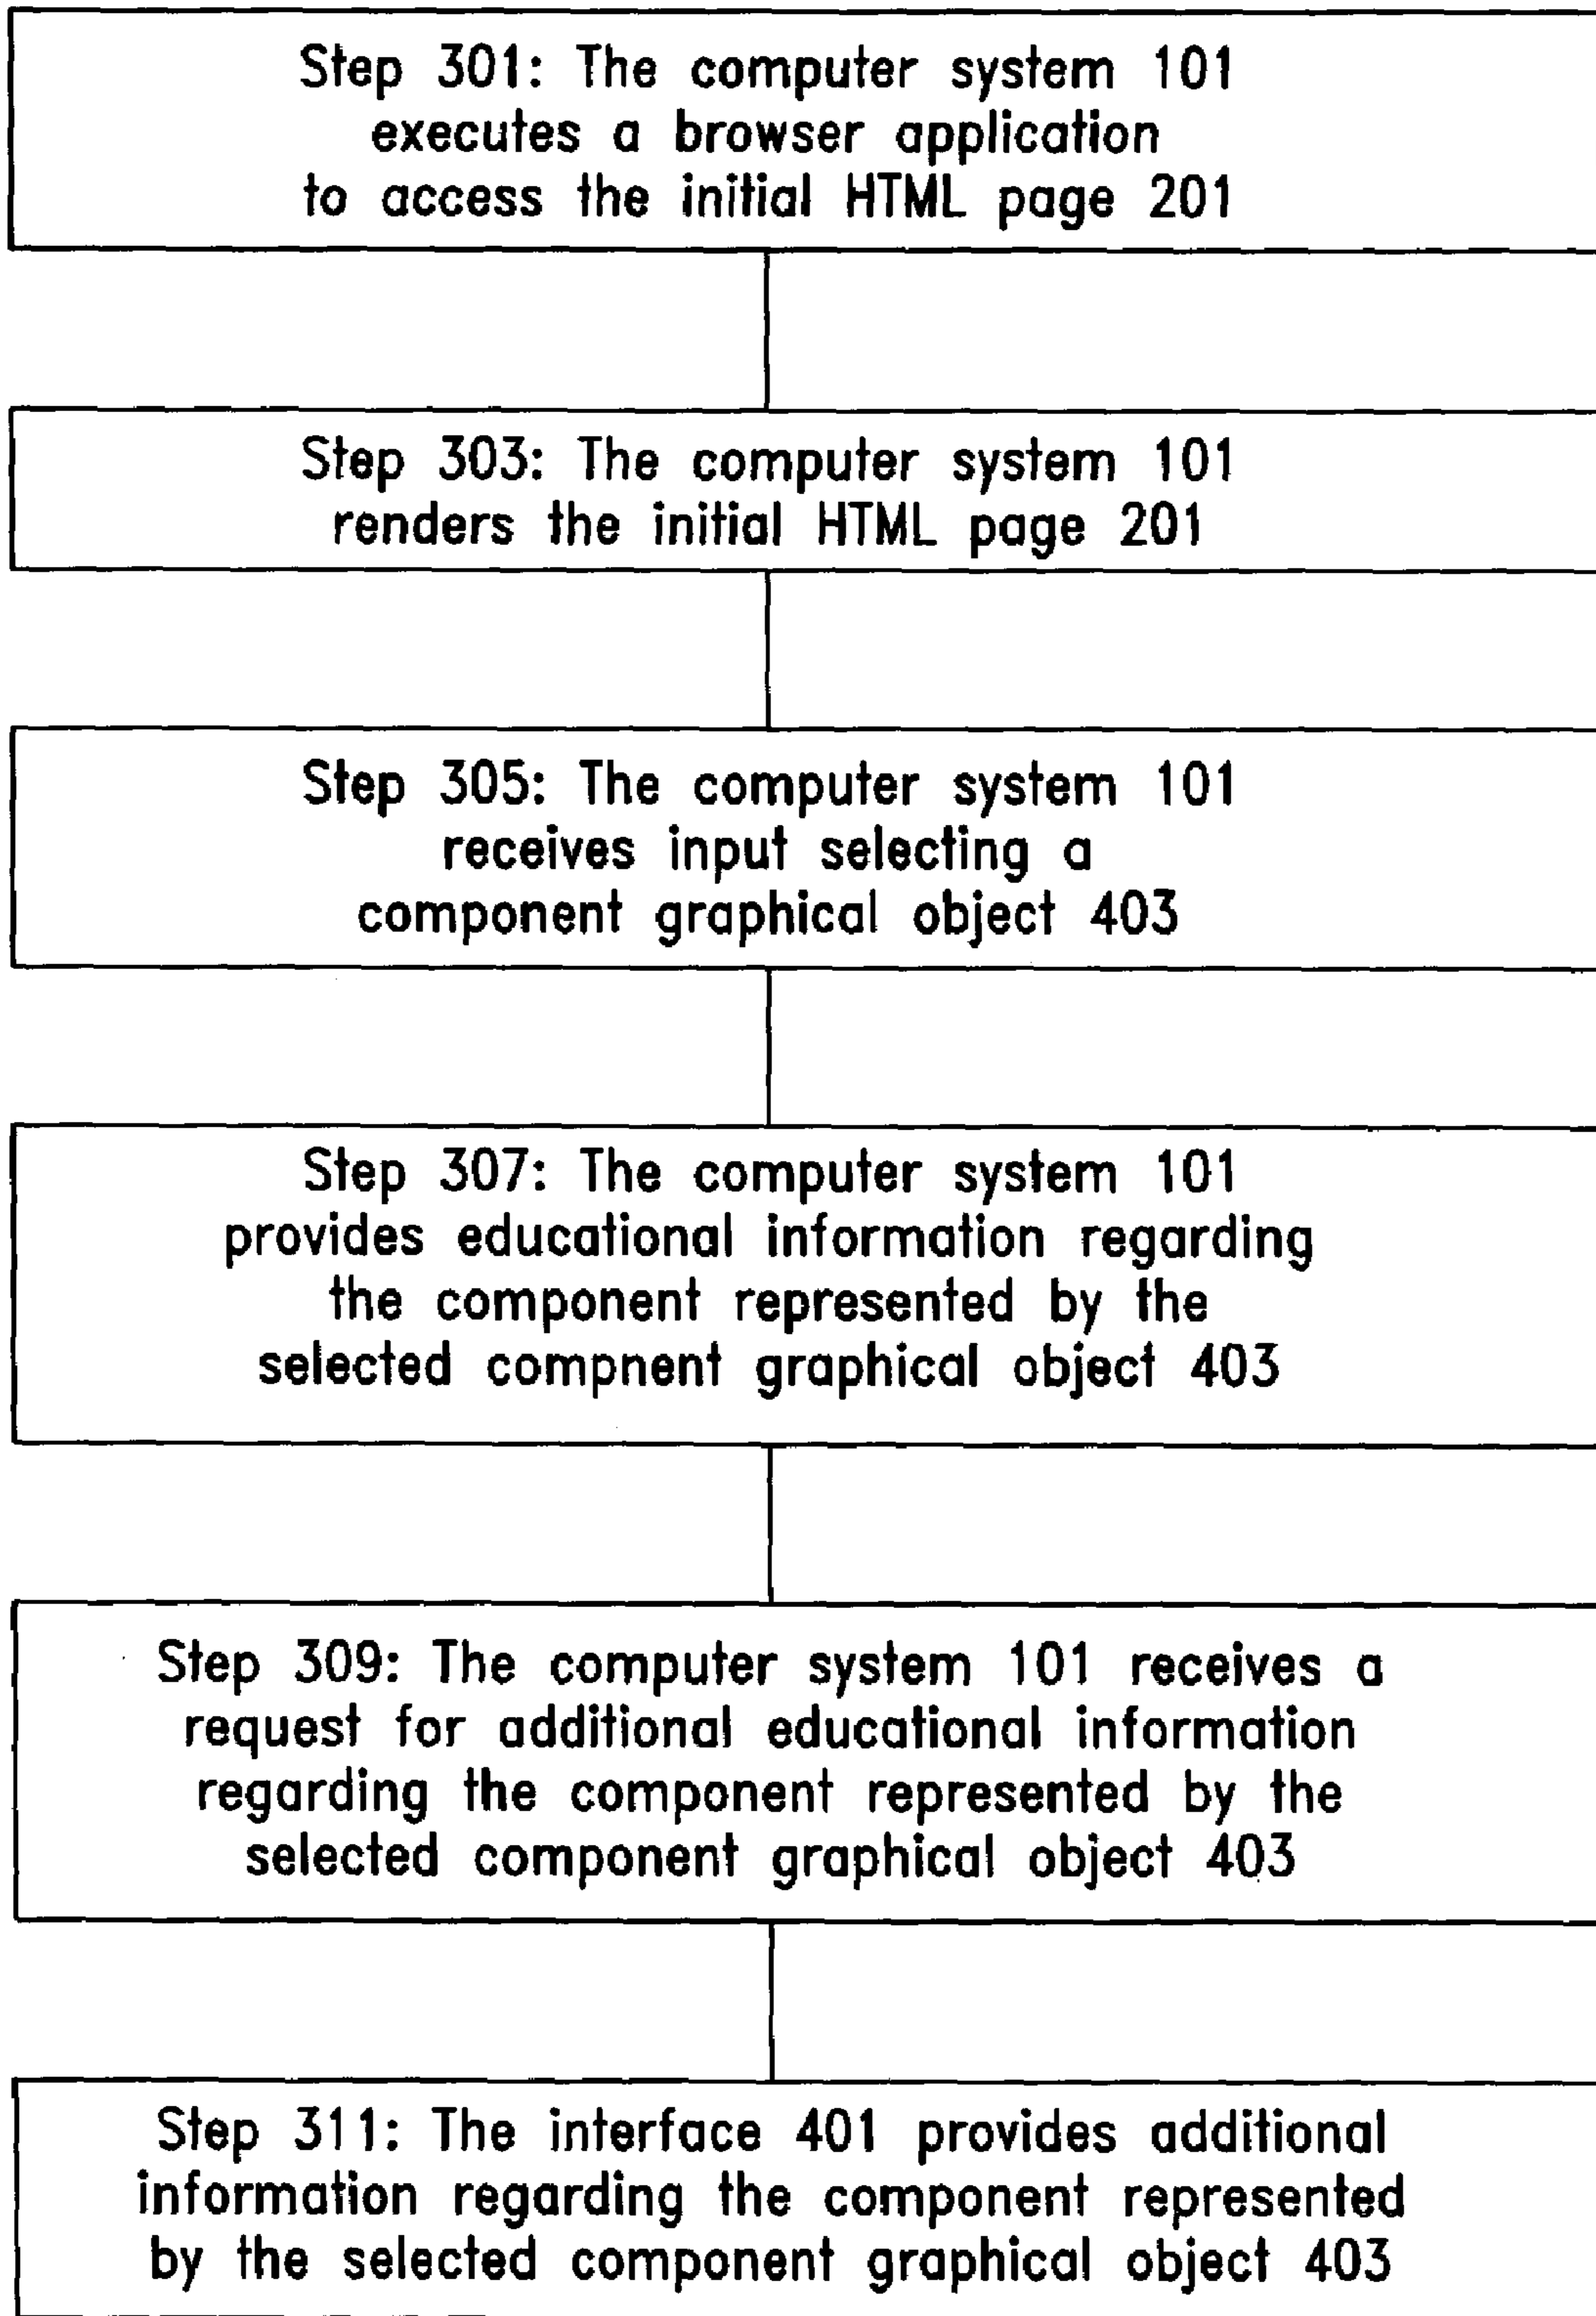 Step 301: The computer system 101
executes a browser application
to access the initial HTML page 201
Step 303: The computer system 101
renders the initial HTML page 201
Step 305: The computer system 101
receives input selecting a
component graphical object 403
Step 307: The computer system 101
provides educational information regarding
the component represented by the
selected compnent graphical object 403
Step 309: The computer system 101 receives a
request for additional educational information
regarding the component represented by the
selected component graphical object 403
Step 311: The interface 401 provides additional
information regarding the component represented
by the selected component graphical object 403